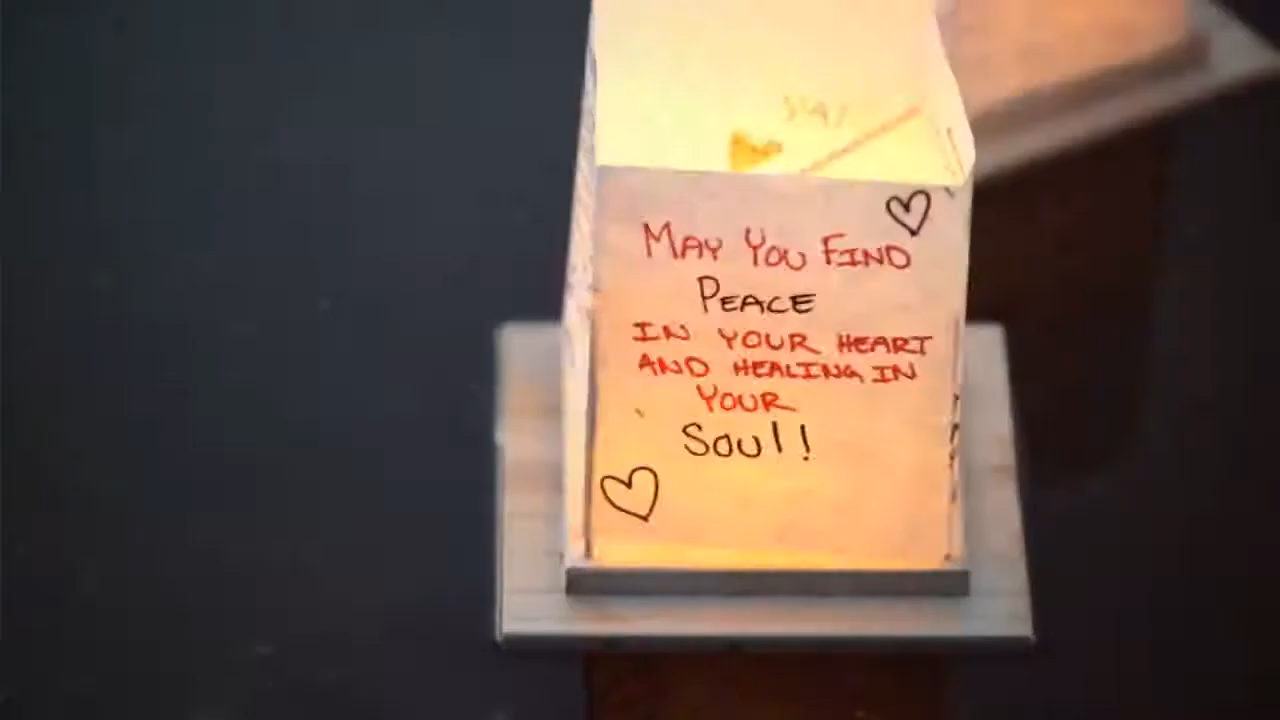 MAY YOU FIND
PEACE
IN YOUR HEART
AND HEALING IN
YOUR
SOUL!